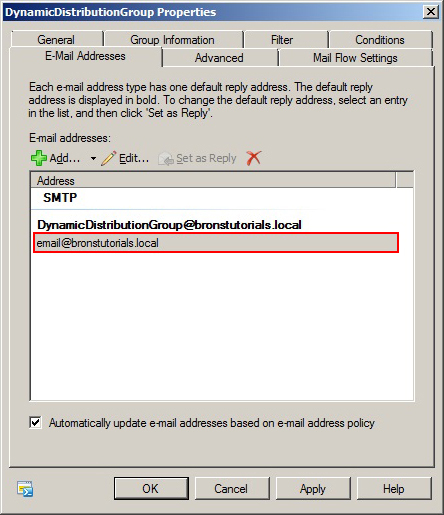 DynamicDistributionGroup Properties
General Group Information Filter Conditions
E-Mail Addresses Advanced Mail Flow Settings
Each e-mail address type has one default reply address. The default reply
address is displayed in bold. To change the default reply address, select an entry
in the list, and then click 'Set as Reply'.
E-mail addresses:
Add... Edit... Set as Reply
Address
SMTP
DynamicDistributionGroup@bronstutorials.local
email@bronstutorials.local
Automatically update e-mail addresses based on e-mail address policy
OK Cancel Apply Help